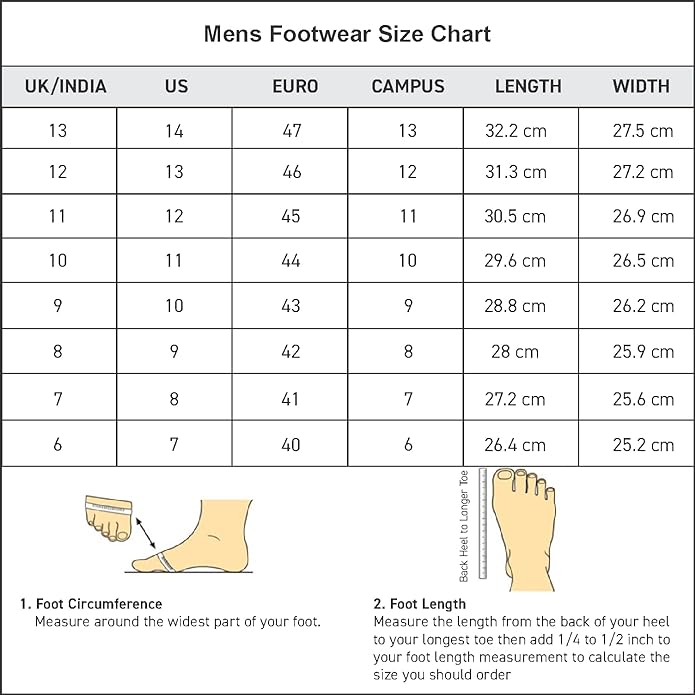 Mens Footwear Size Chart
UK/INDIA US EURO CAMPUS LENGTH WIDTH
13 14 47 13 32.2 cm 27.5 cm
12 13 46 12 31.3 cm 27.2 cm
11 12 45 11 30.5 cm 26.9 cm
10 11 44 10 29.6 cm 26.5 cm
9 10 43 9 28.8 cm 26.2 cm
8 9 42 8 28 cm 25.9 cm
7 8 41 7 27.2 cm 25.6 cm
6 7 40 6 26.4 cm 25.2 cm
Back Heel to Longer Toe
1. Foot Circumference
Measure around the widest part of your foot.
2. Foot Length
Measure the length from the back of your heel
to your longest toe then add 1/4 to 1/2 inch to
your foot length measurement to calculate the
size you should order